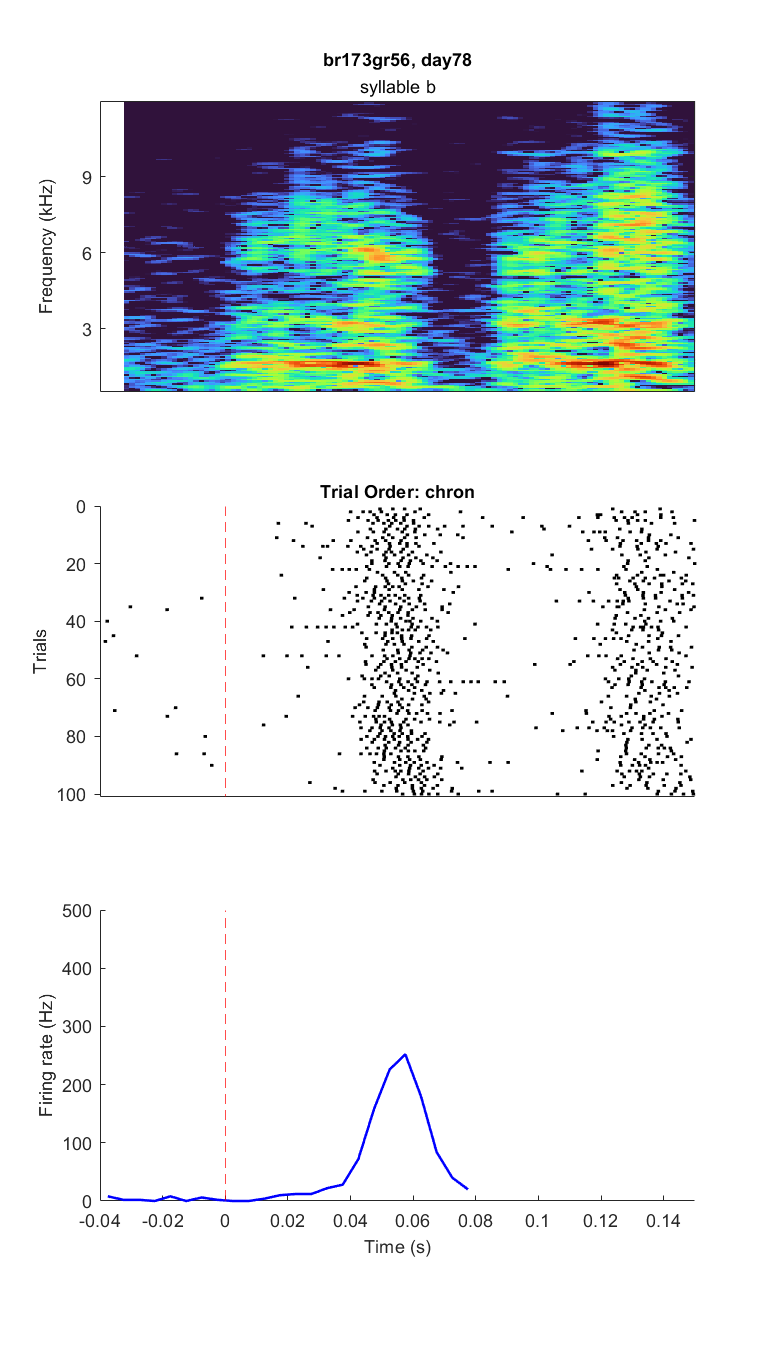 br173gr56, day78
syllable b
9
6
3
Frequency (kHz)
Trial Order: chron
0
20
40
60
80
100
Trials
500
400
300
200
100
0
Firing rate (Hz)
-0.04 -0.02 0 0.02 0.04 0.06 0.08 0.1 0.12 0.14
Time (s)